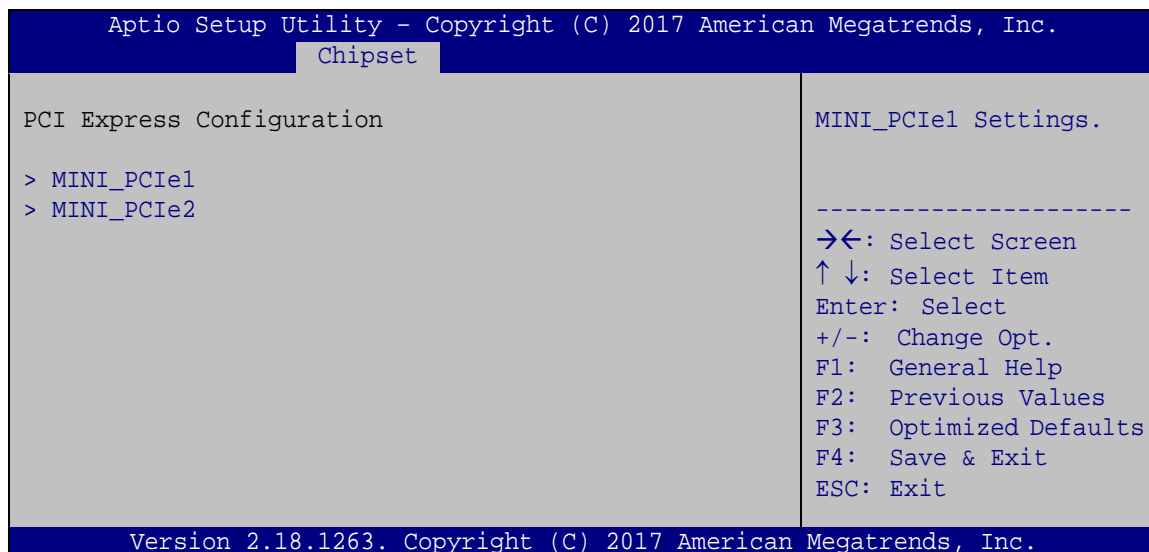 Aptio Setup Utility – Copyright (C) 2017 American Megatrends, Inc.
Chipset
PCI Express Configuration
> MINI_PCIe1
> MINI_PCIe2
MINI_PCIe1 Settings.
----------------------
→←: Select Screen
↑ ↓: Select Item
Enter: Select
+/-: Change Opt.
F1: General Help
F2: Previous Values
F3: Optimized Defaults
F4: Save & Exit
ESC: Exit
Version 2.18.1263. Copyright (C) 2017 American Megatrends, Inc.